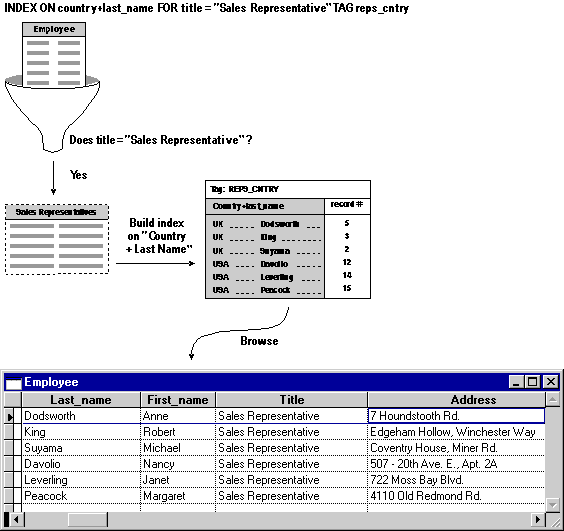 INDEX ON country+last_name FOR title = "Sales Representative" TAG reps_cntry
Employee
Does title="Sales Representative"?
Yes
Sales Representatives
Build index
on "Country
+ Last Name"
Tag: REPS_CNTRY
Country+last_name record #
UK Dodsworth 5
UK King 3
UK Suyama 2
USA Davolio 12
USA Leverling 14
USA Peacock 15
Browse
Employee
Last_name First_name Title Address
Dodsworth Anne Sales Representative 7 Houndstooth Rd.
King Robert Sales Representative Edgeham Hollow, Winchester Way
Suyama Michael Sales Representative Coventry House, Miner Rd.
Davolio Nancy Sales Representative 507 - 20th Ave. E., Apt. 2A
Leverling Janet Sales Representative 722 Moss Bay Blvd.
Peacock Margaret Sales Representative 4110 Old Redmond Rd.